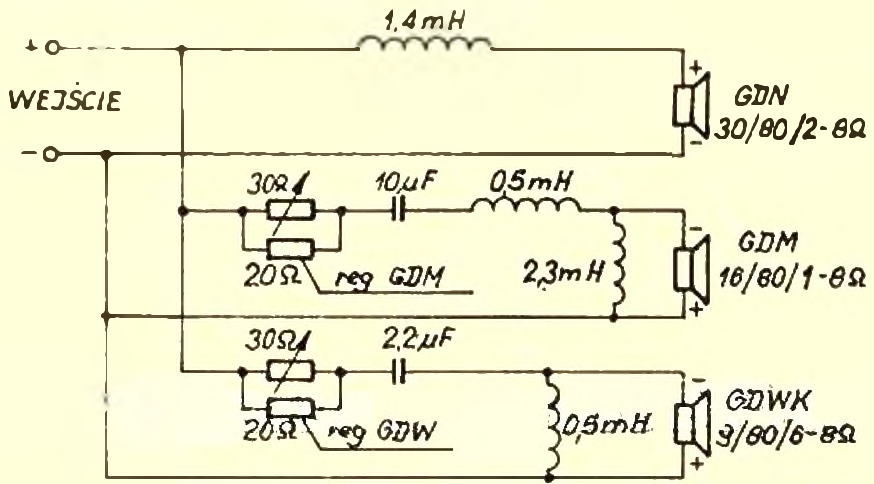 1,4mH
+
WEJŚCIE
-
+
GDN
30/80/2-8Ω
-
30Ω
10µF
0,5mH
20Ω
reg GDM
2,3mH
-
GDM
16/80/1-8Ω
+
30Ω
2,2µF
20Ω
reg GDW
0,5mH
-
GDWK
9/80/6-8Ω
+